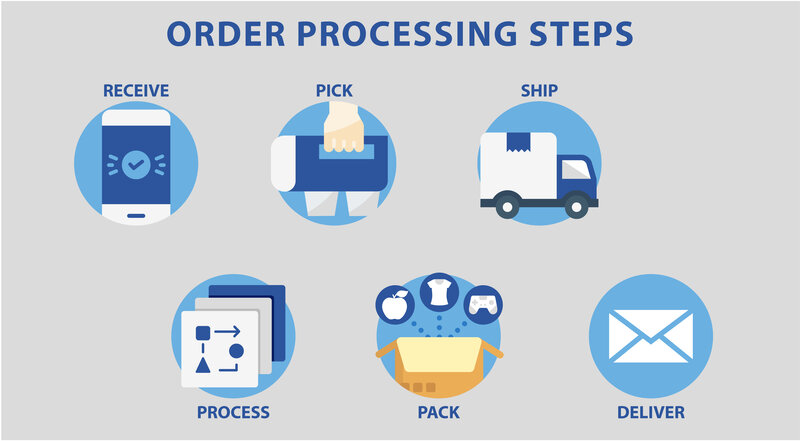 ORDER PROCESSING STEPS
RECEIVE
PICK
SHIP
PROCESS
PACK
DELIVER